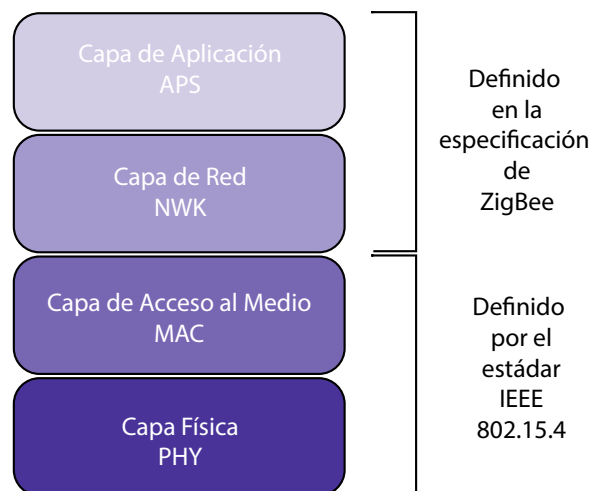 Capa de Aplicación
APS
Capa de Red
NWK
Capa de Acceso al Medio
MAC
Capa Física
PHY
Definido
en la
especificación
de
ZigBee
Definido
por el
estádar
IEEE
802.15.4